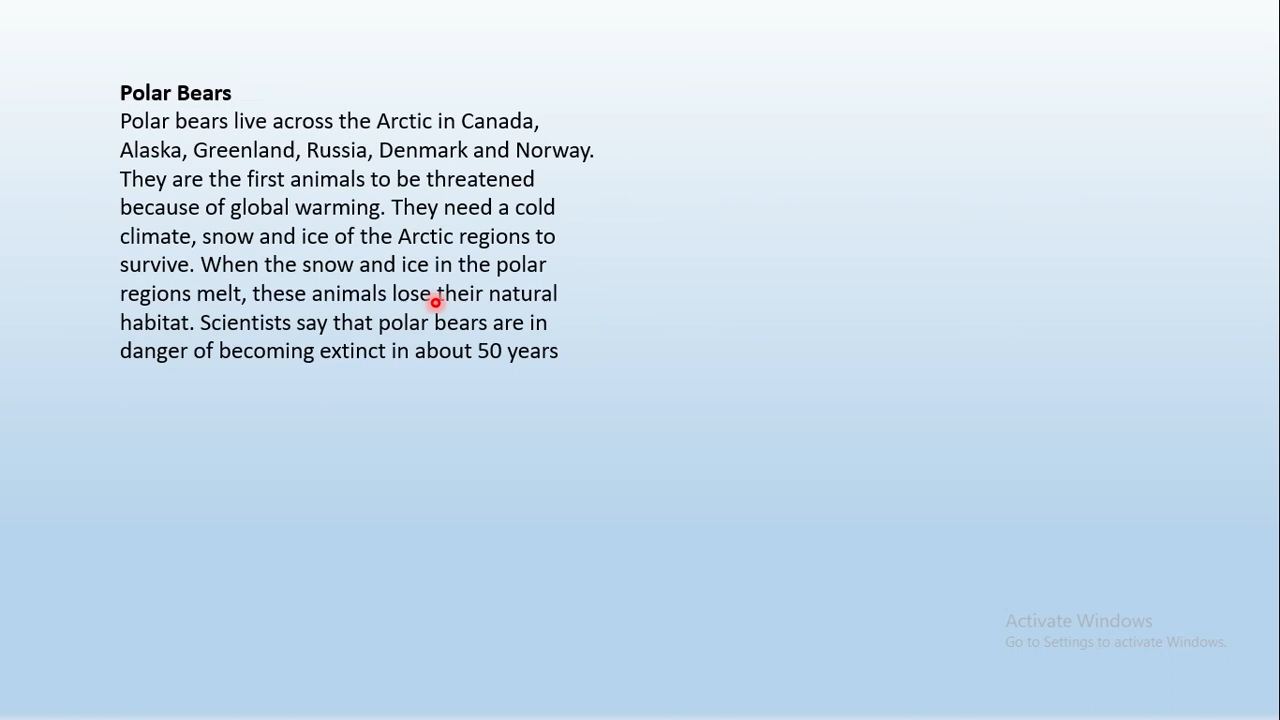 Polar Bears
Polar bears live across the Arctic in Canada,
Alaska, Greenland, Russia, Denmark and Norway.
They are the first animals to be threatened
because of global warming. They need a cold
climate, snow and ice of the Arctic regions to
survive. When the snow and ice in the polar
regions melt, these animals lose their natural
habitat. Scientists say that polar bears are in
danger of becoming extinct in about 50 years
Activate Windows
Go to Settings to activate Windows.